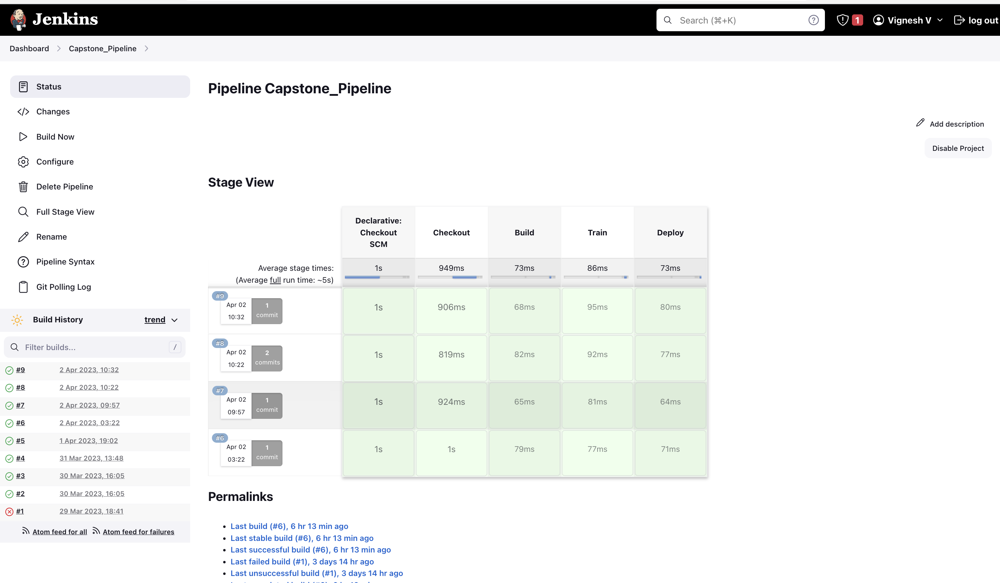 Jenkins
Search (⌘+K)
1
Vignesh V
log out
Dashboard
Capstone_Pipeline
Status
Changes
Build Now
Configure
Delete Pipeline
Full Stage View
Rename
Pipeline Syntax
Git Polling Log
Build History
trend
Filter builds...
/
#9 2 Apr 2023, 10:32
#8 2 Apr 2023, 10:22
#7 2 Apr 2023, 09:57
#6 2 Apr 2023, 03:22
#5 1 Apr 2023, 19:02
#4 31 Mar 2023, 13:48
#3 30 Mar 2023, 16:05
#2 30 Mar 2023, 16:05
#1 29 Mar 2023, 18:41
Atom feed for all Atom feed for failures
Pipeline Capstone_Pipeline
Add description
Disable Project
Stage View
Declarative:
Checkout
SCM
Checkout
Build
Train
Deploy
Average stage times:
(Average full run time: ~5s)
1s 949ms 73ms 86ms 73ms
#9
Apr 02
10:32
1
commit
1s 906ms 68ms 95ms 80ms
#8
Apr 02
10:22
2
commits
1s 819ms 82ms 92ms 77ms
#7
Apr 02
09:57
1
commit
1s 924ms 65ms 81ms 64ms
#6
Apr 02
03:22
1
commit
1s 1s 79ms 77ms 71ms
Permalinks
Last build (#6), 6 hr 13 min ago
Last stable build (#6), 6 hr 13 min ago
Last successful build (#6), 6 hr 13 min ago
Last failed build (#1), 3 days 14 hr ago
Last unsuccessful build (#1), 3 days 14 hr ago